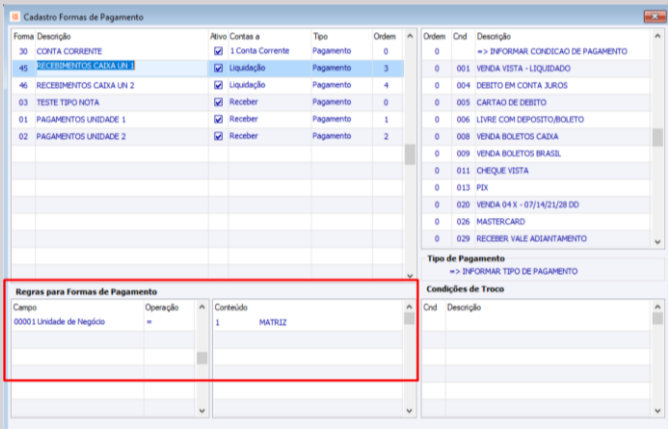 Cadastro Formas de Pagamento
Forma Descrição Ativo Contas a Tipo Ordem
30 CONTA CORRENTE 1 Conta Corrente Pagamento 0
45 RECEBIMENTOS CAIXA UN 1 Liquidação Pagamento 3
46 RECEBIMENTOS CAIXA UN 2 Liquidação Pagamento 4
03 TESTE TIPO NOTA Receber Pagamento 0
01 PAGAMENTOS UNIDADE 1 Receber Pagamento 1
02 PAGAMENTOS UNIDADE 2 Receber Pagamento 2
Ordem Cnd Descrição
0 => INFORMAR CONDICAO DE PAGAMENTO
0 001 VENDA VISTA - LIQUIDADO
0 004 DEBITO EM CONTA JUROS
0 005 CARTAO DE DEBITO
0 006 LIVRE COM DEPOSITO/BOLETO
0 008 VENDA BOLETOS CAIXA
0 009 VENDA BOLETOS BRASIL
0 011 CHEQUE VISTA
0 013 PIX
0 020 VENDA 04 X - 07/14/21/28 DD
0 026 MASTERCARD
0 029 RECEBER VALE ADIANTAMENTO
Tipo de Pagamento
=> INFORMAR TIPO DE PAGAMENTO
Regras para Formas de Pagamento
Campo Operação Conteúdo
00001 Unidade de Negócio = 1 MATRIZ
Condições de Troco
Cnd Descrição